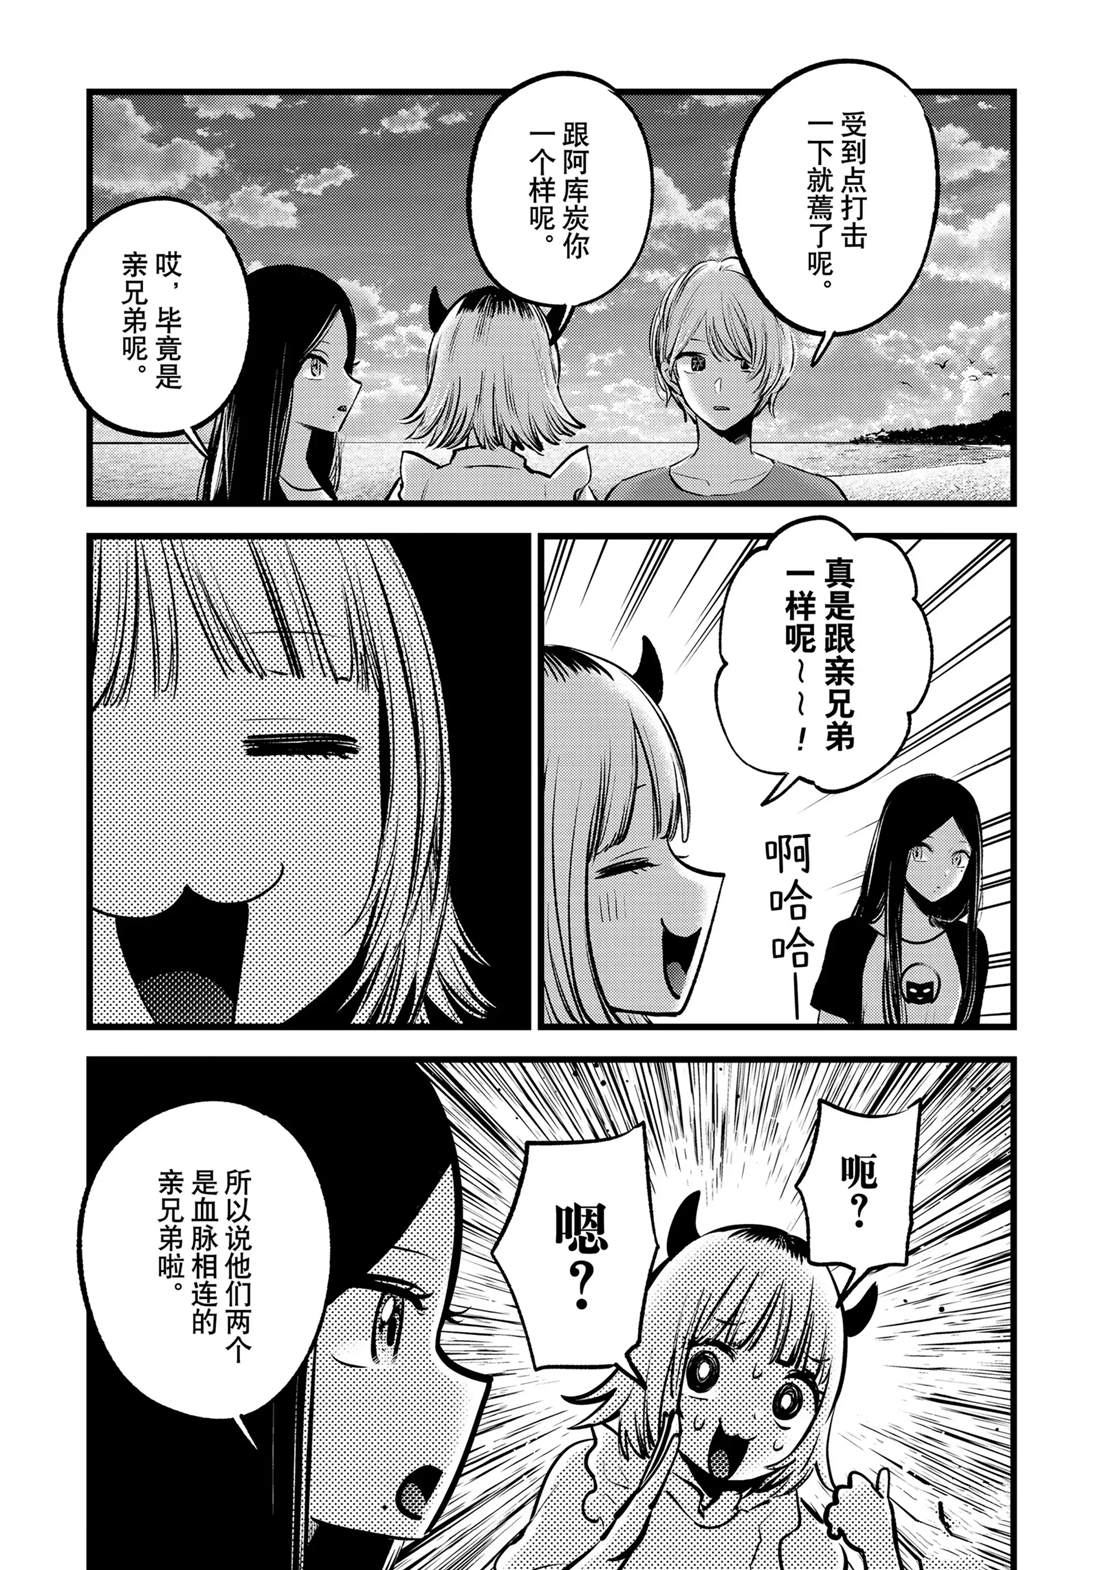 受到点打击
一下就蔫了呢。
跟阿库炭你
一个样呢。
哎，毕竟是
亲兄弟呢。
真是跟亲兄弟
一样呢～～！
啊哈哈—
呃？
嗯？
所以说他们两个
是血脉相连的
亲兄弟啦。